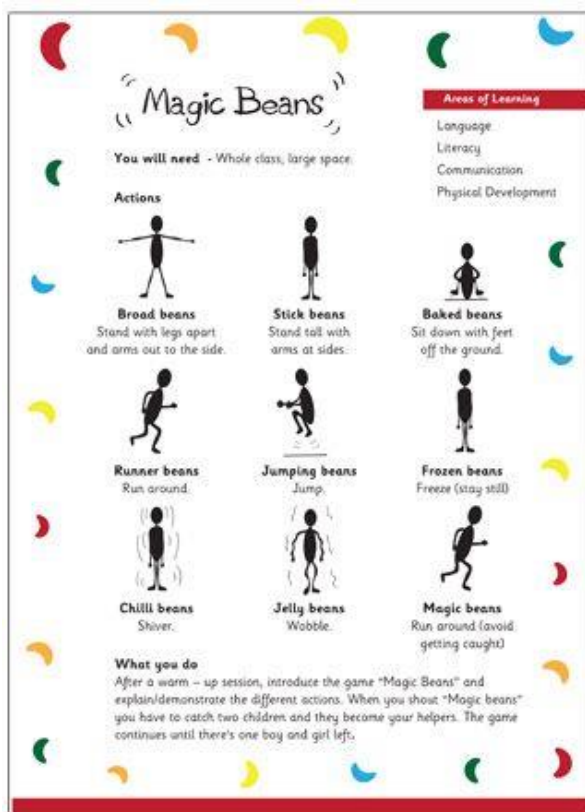 Magic Beans
Areas of Learning
Language
Literacy
Communication
Physical Development
You will need - Whole class, large space.
Actions
Broad beans
Stand with legs apart
and arms out to the side.
Stick beans
Stand tall with
arms at sides.
Baked beans
Sit down with feet
off the ground.
Runner beans
Run around.
Jumping beans
Jump.
Frozen beans
Freeze (stay still)
Chilli beans
Shiver.
Jelly beans
Wobble.
Magic beans
Run around (avoid
getting caught)
What you do
After a warm – up session, introduce the game "Magic Beans" and
explain/demonstrate the different actions. When you shout "Magic beans"
you have to catch two children and they become your helpers. The game
continues until there's one boy and girl left.